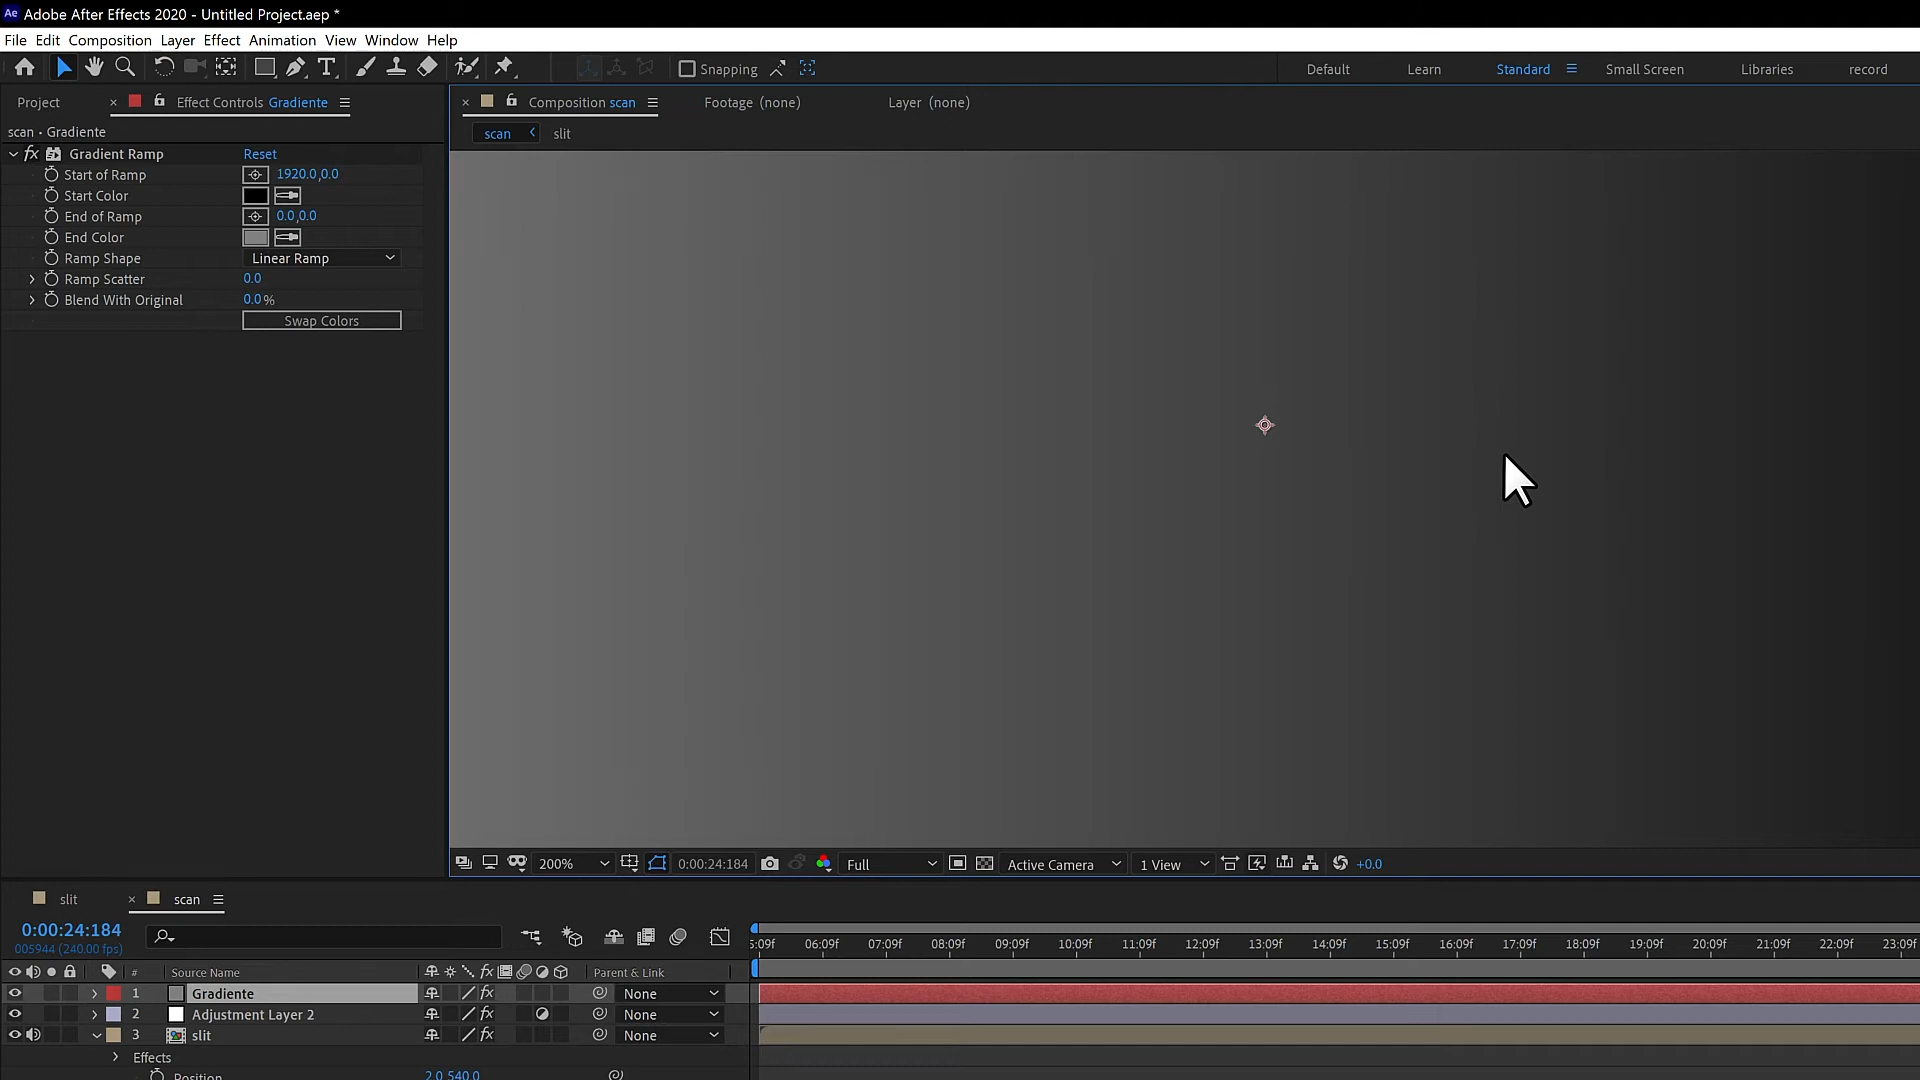 Ae Adobe After Effects 2020 - Untitled Project.aep *
File Edit Composition Layer Effect Animation View Window Help
Snapping Default Learn Standard Small Screen Libraries record
Project × Effect Controls Gradiente × Composition scan Footage (none) Layer (none)
scan • Gradiente
scan slit
fx Gradient Ramp Reset
Start of Ramp 1920.0,0.0
Start Color
End of Ramp 0.0,0.0
End Color
Ramp Shape Linear Ramp
Ramp Scatter 0.0
Blend With Original 0.0 %
Swap Colors
200% 0:00:24:184 Full Active Camera 1 View +0.0
slit × scan
0:00:24:184
005944 (240.00 fps)
5:09f 06:09f 07:09f 08:09f 09:09f 10:09f 11:09f 12:09f 13:09f 14:09f 15:09f 16:09f 17:09f 18:09f 19:09f 20:09f 21:09f 22:09f 23:09f
# Source Name fx Parent & Link
1 Gradiente fx None
2 Adjustment Layer 2 fx None
3 slit fx None
Effects
Position 2.0,540.0